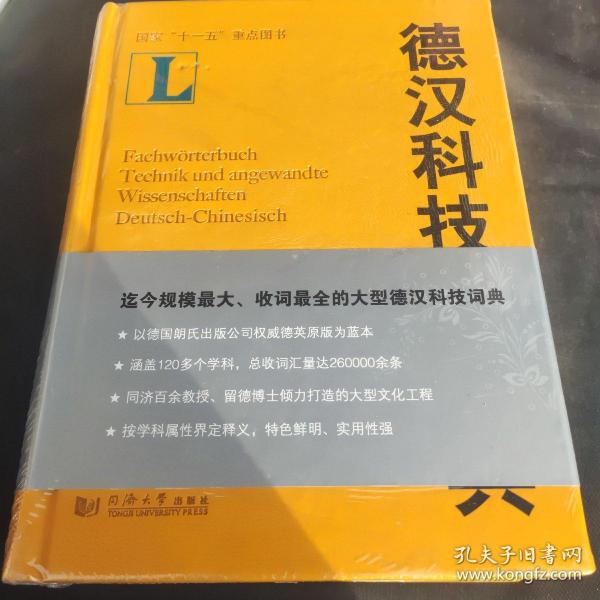 国家“十一五”重点图书
德汉科技
L
Fachwörterbuch
Technik und angewandte
Wissenschaften
Deutsch-Chinesisch
迄今规模最大、收词最全的大型德汉科技词典
★ 以德国朗氏出版公司权威德英原版为蓝本
★ 涵盖120多个学科，总收词汇量达260000余条
★ 同济百余教授、留德博士倾力打造的大型文化工程
★ 按学科属性界定释义，特色鲜明、实用性强
同济大学出版社
TONGJI UNIVERSITY PRESS
孔夫子旧书网
www.kongfz.com